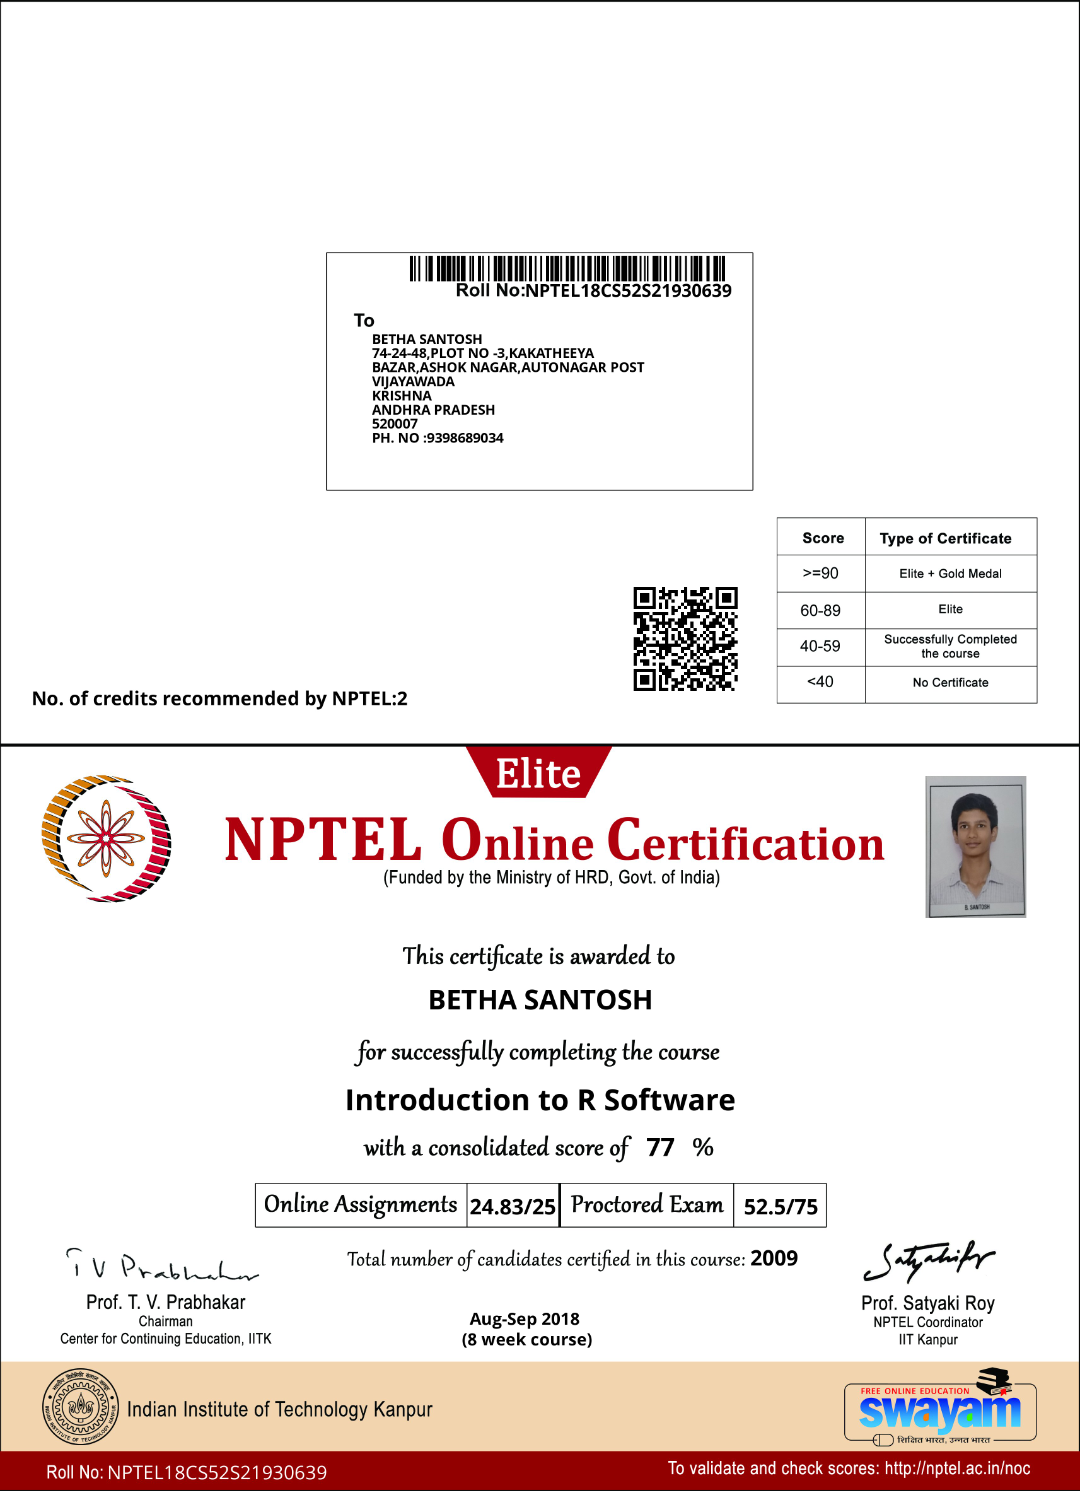 Roll No:NPTEL18CS52S21930639
To
BETHA SANTOSH
74-24-48,PLOT NO -3,KAKATHEEYA
BAZAR,ASHOK NAGAR,AUTONAGAR POST
VIJAYAWADA
KRISHNA
ANDHRA PRADESH
520007
PH. NO :9398689034
Score Type of Certificate
>=90 Elite + Gold Medal
60-89 Elite
40-59 Successfully Completed
the course
<40 No Certificate
No. of credits recommended by NPTEL:2
Elite
NPTEL Online Certification
(Funded by the Ministry of HRD, Govt. of India)
B. SANTOSH
This certificate is awarded to
BETHA SANTOSH
for successfully completing the course
Introduction to R Software
with a consolidated score of 77 %
Online Assignments 24.83/25 Proctored Exam 52.5/75
Total number of candidates certified in this course: 2009
T V Prabhakar
Prof. T. V. Prabhakar
Chairman
Center for Continuing Education, IITK
Aug-Sep 2018
(8 week course)
Prof. Satyaki Roy
NPTEL Coordinator
IIT Kanpur
Indian Institute of Technology Kanpur
FREE ONLINE EDUCATION
swayam
शिक्षित भारत, उन्नत भारत
Roll No: NPTEL18CS52S21930639
To validate and check scores: http://nptel.ac.in/noc